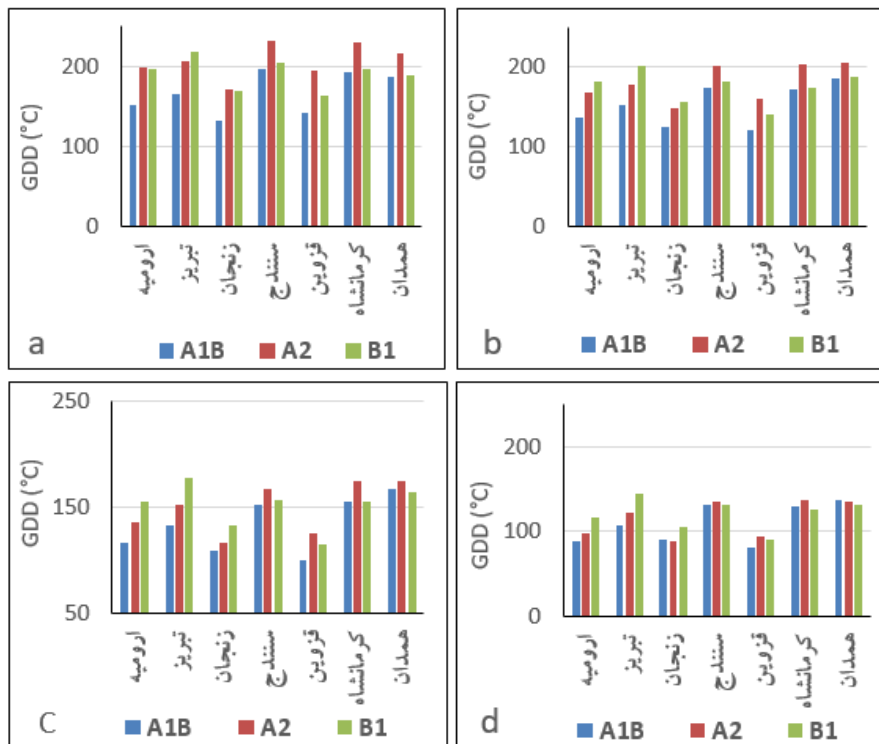 GDD (°C)
200
100
0
ارومیه
تبریز
زنجان
سنندج
قزوین
کرمانشاه
همدان
a
A1B A2 B1
GDD (°C)
200
100
0
ارومیه
تبریز
زنجان
سنندج
قزوین
کرمانشاه
همدان
b
A1B A2 B1
GDD (°C)
250
150
50
ارومیه
تبریز
زنجان
سنندج
قزوین
کرمانشاه
همدان
C
A1B A2 B1
GDD (°C)
200
100
0
ارومیه
تبریز
زنجان
سنندج
قزوین
کرمانشاه
همدان
d
A1B A2 B1